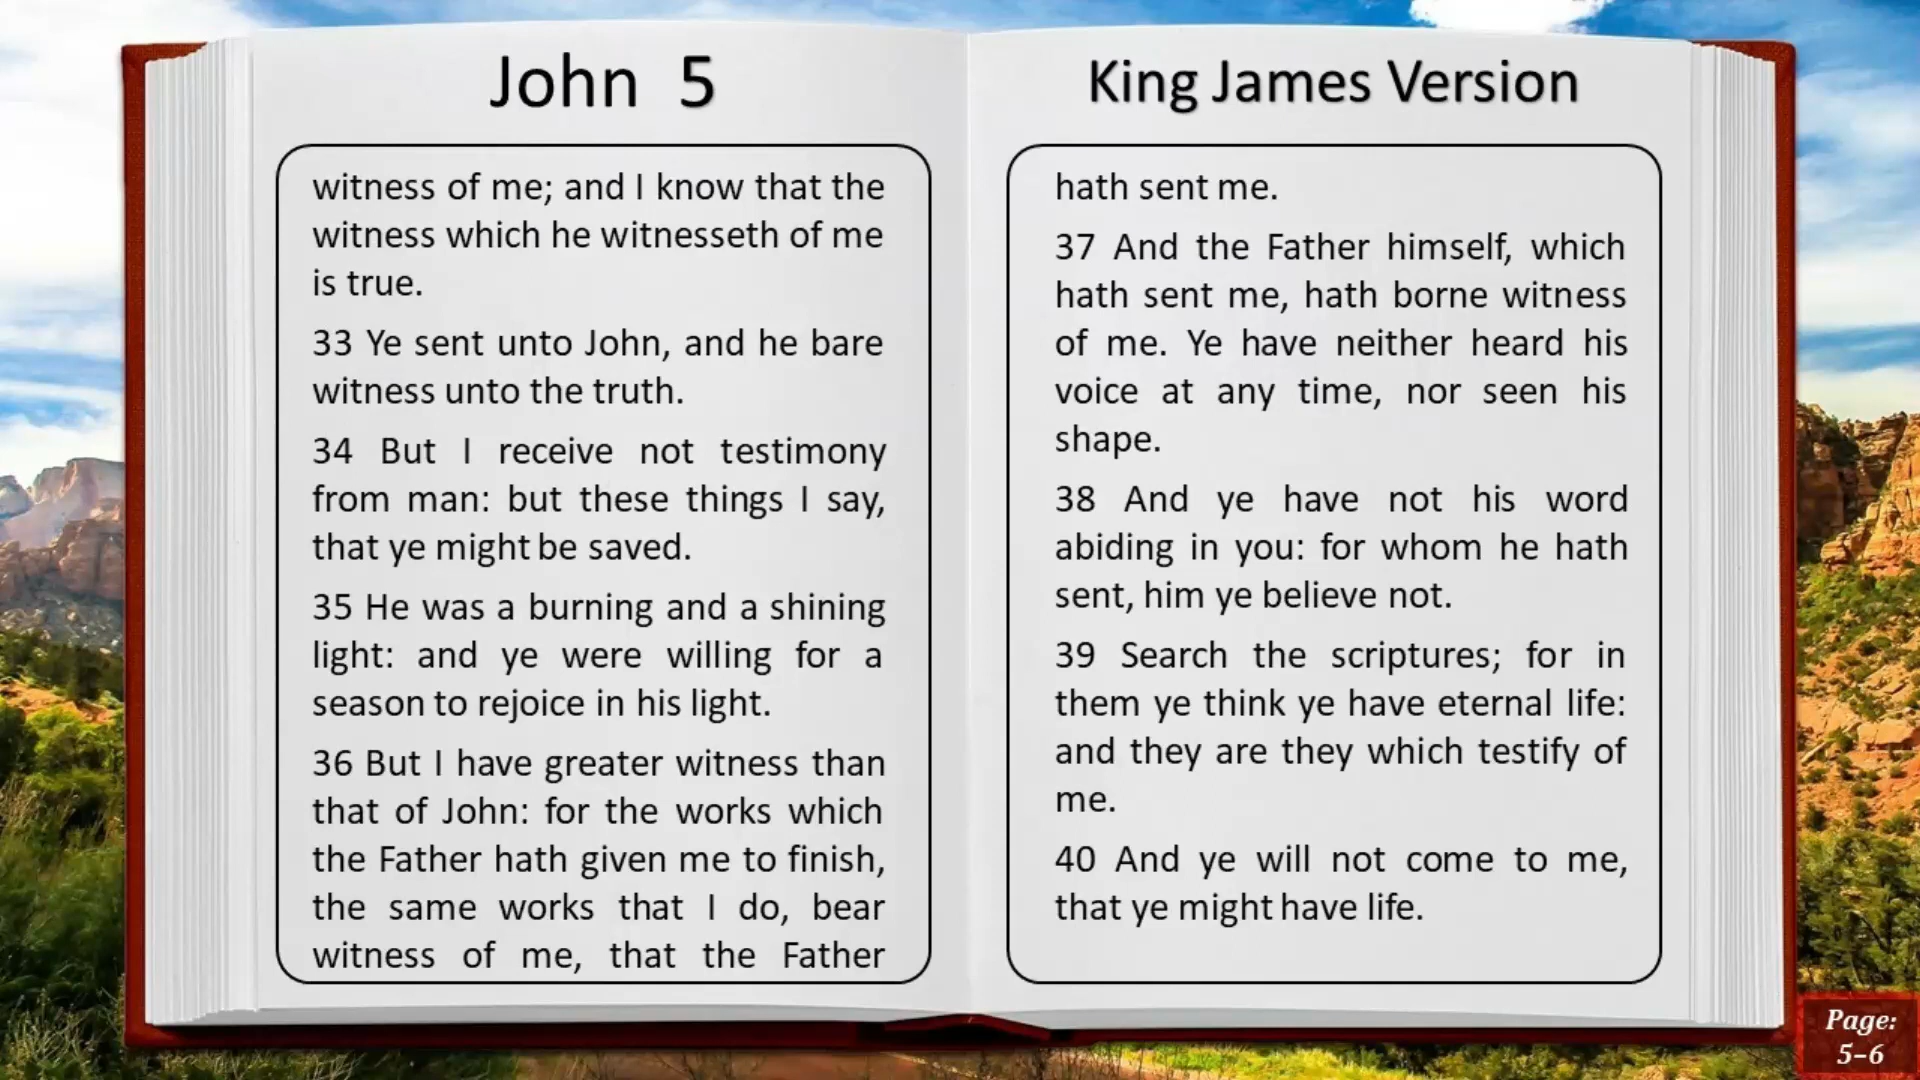 John 5
witness of me; and I know that the
witness which he witnesseth of me
is true.
33 Ye sent unto John, and he bare
witness unto the truth.
34 But I receive not testimony
from man: but these things I say,
that ye might be saved.
35 He was a burning and a shining
light: and ye were willing for a
season to rejoice in his light.
36 But I have greater witness than
that of John: for the works which
the Father hath given me to finish,
the same works that I do, bear
witness of me, that the Father
King James Version
hath sent me.
37 And the Father himself, which
hath sent me, hath borne witness
of me. Ye have neither heard his
voice at any time, nor seen his
shape.
38 And ye have not his word
abiding in you: for whom he hath
sent, him ye believe not.
39 Search the scriptures; for in
them ye think ye have eternal life:
and they are they which testify of
me.
40 And ye will not come to me,
that ye might have life.
Page:
5–6